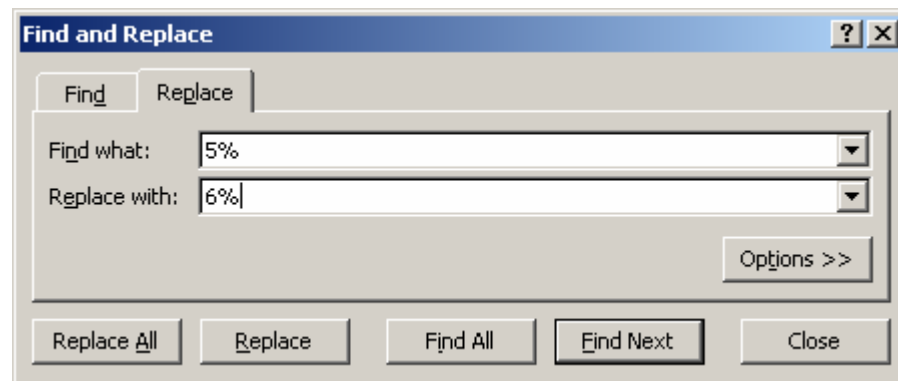 Find and Replace ? X
Find Replace
Find what: 5%
Replace with: 6%
Options >>
Replace All Replace Find All Find Next Close